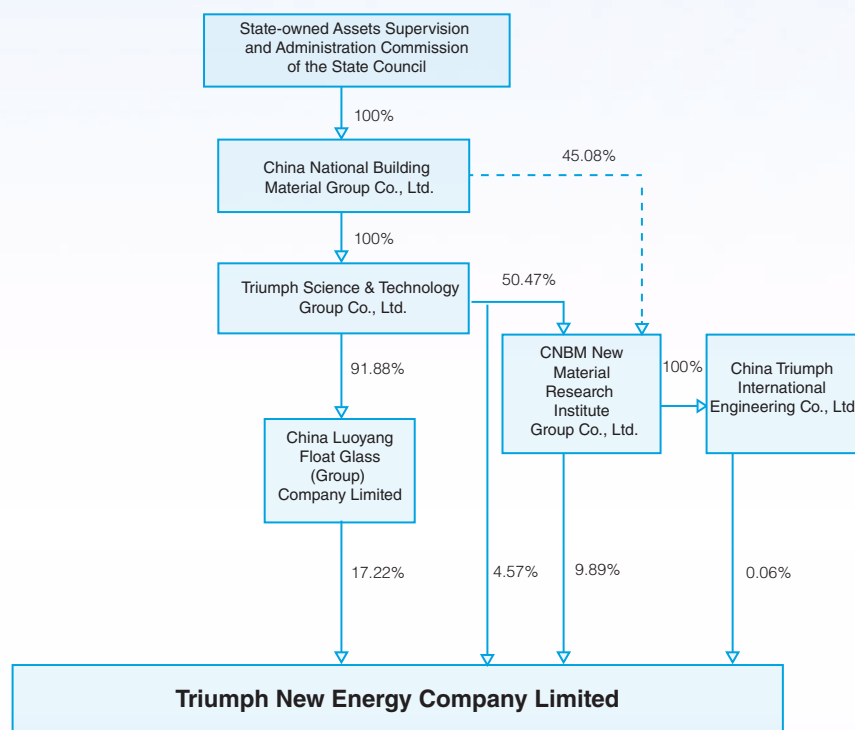 State-owned Assets Supervision
and Administration Commission
of the State Council
100%
China National Building
Material Group Co., Ltd.
45.08%
100%
Triumph Science & Technology
Group Co., Ltd.
50.47%
91.88%
CNBM New
Material
Research
Institute
Group Co., Ltd.
100%
China Triumph
International
Engineering Co., Ltd
China Luoyang
Float Glass
(Group)
Company Limited
17.22%
4.57%
9.89%
0.06%
Triumph New Energy Company Limited